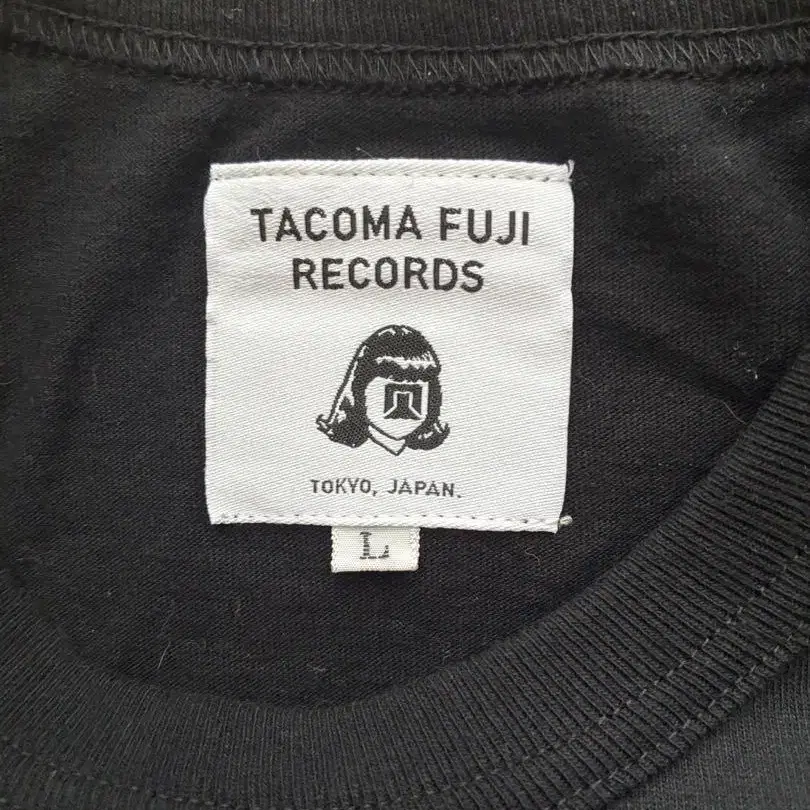 TACOMA FUJI
RECORDS
TOKYO, JAPAN.
L